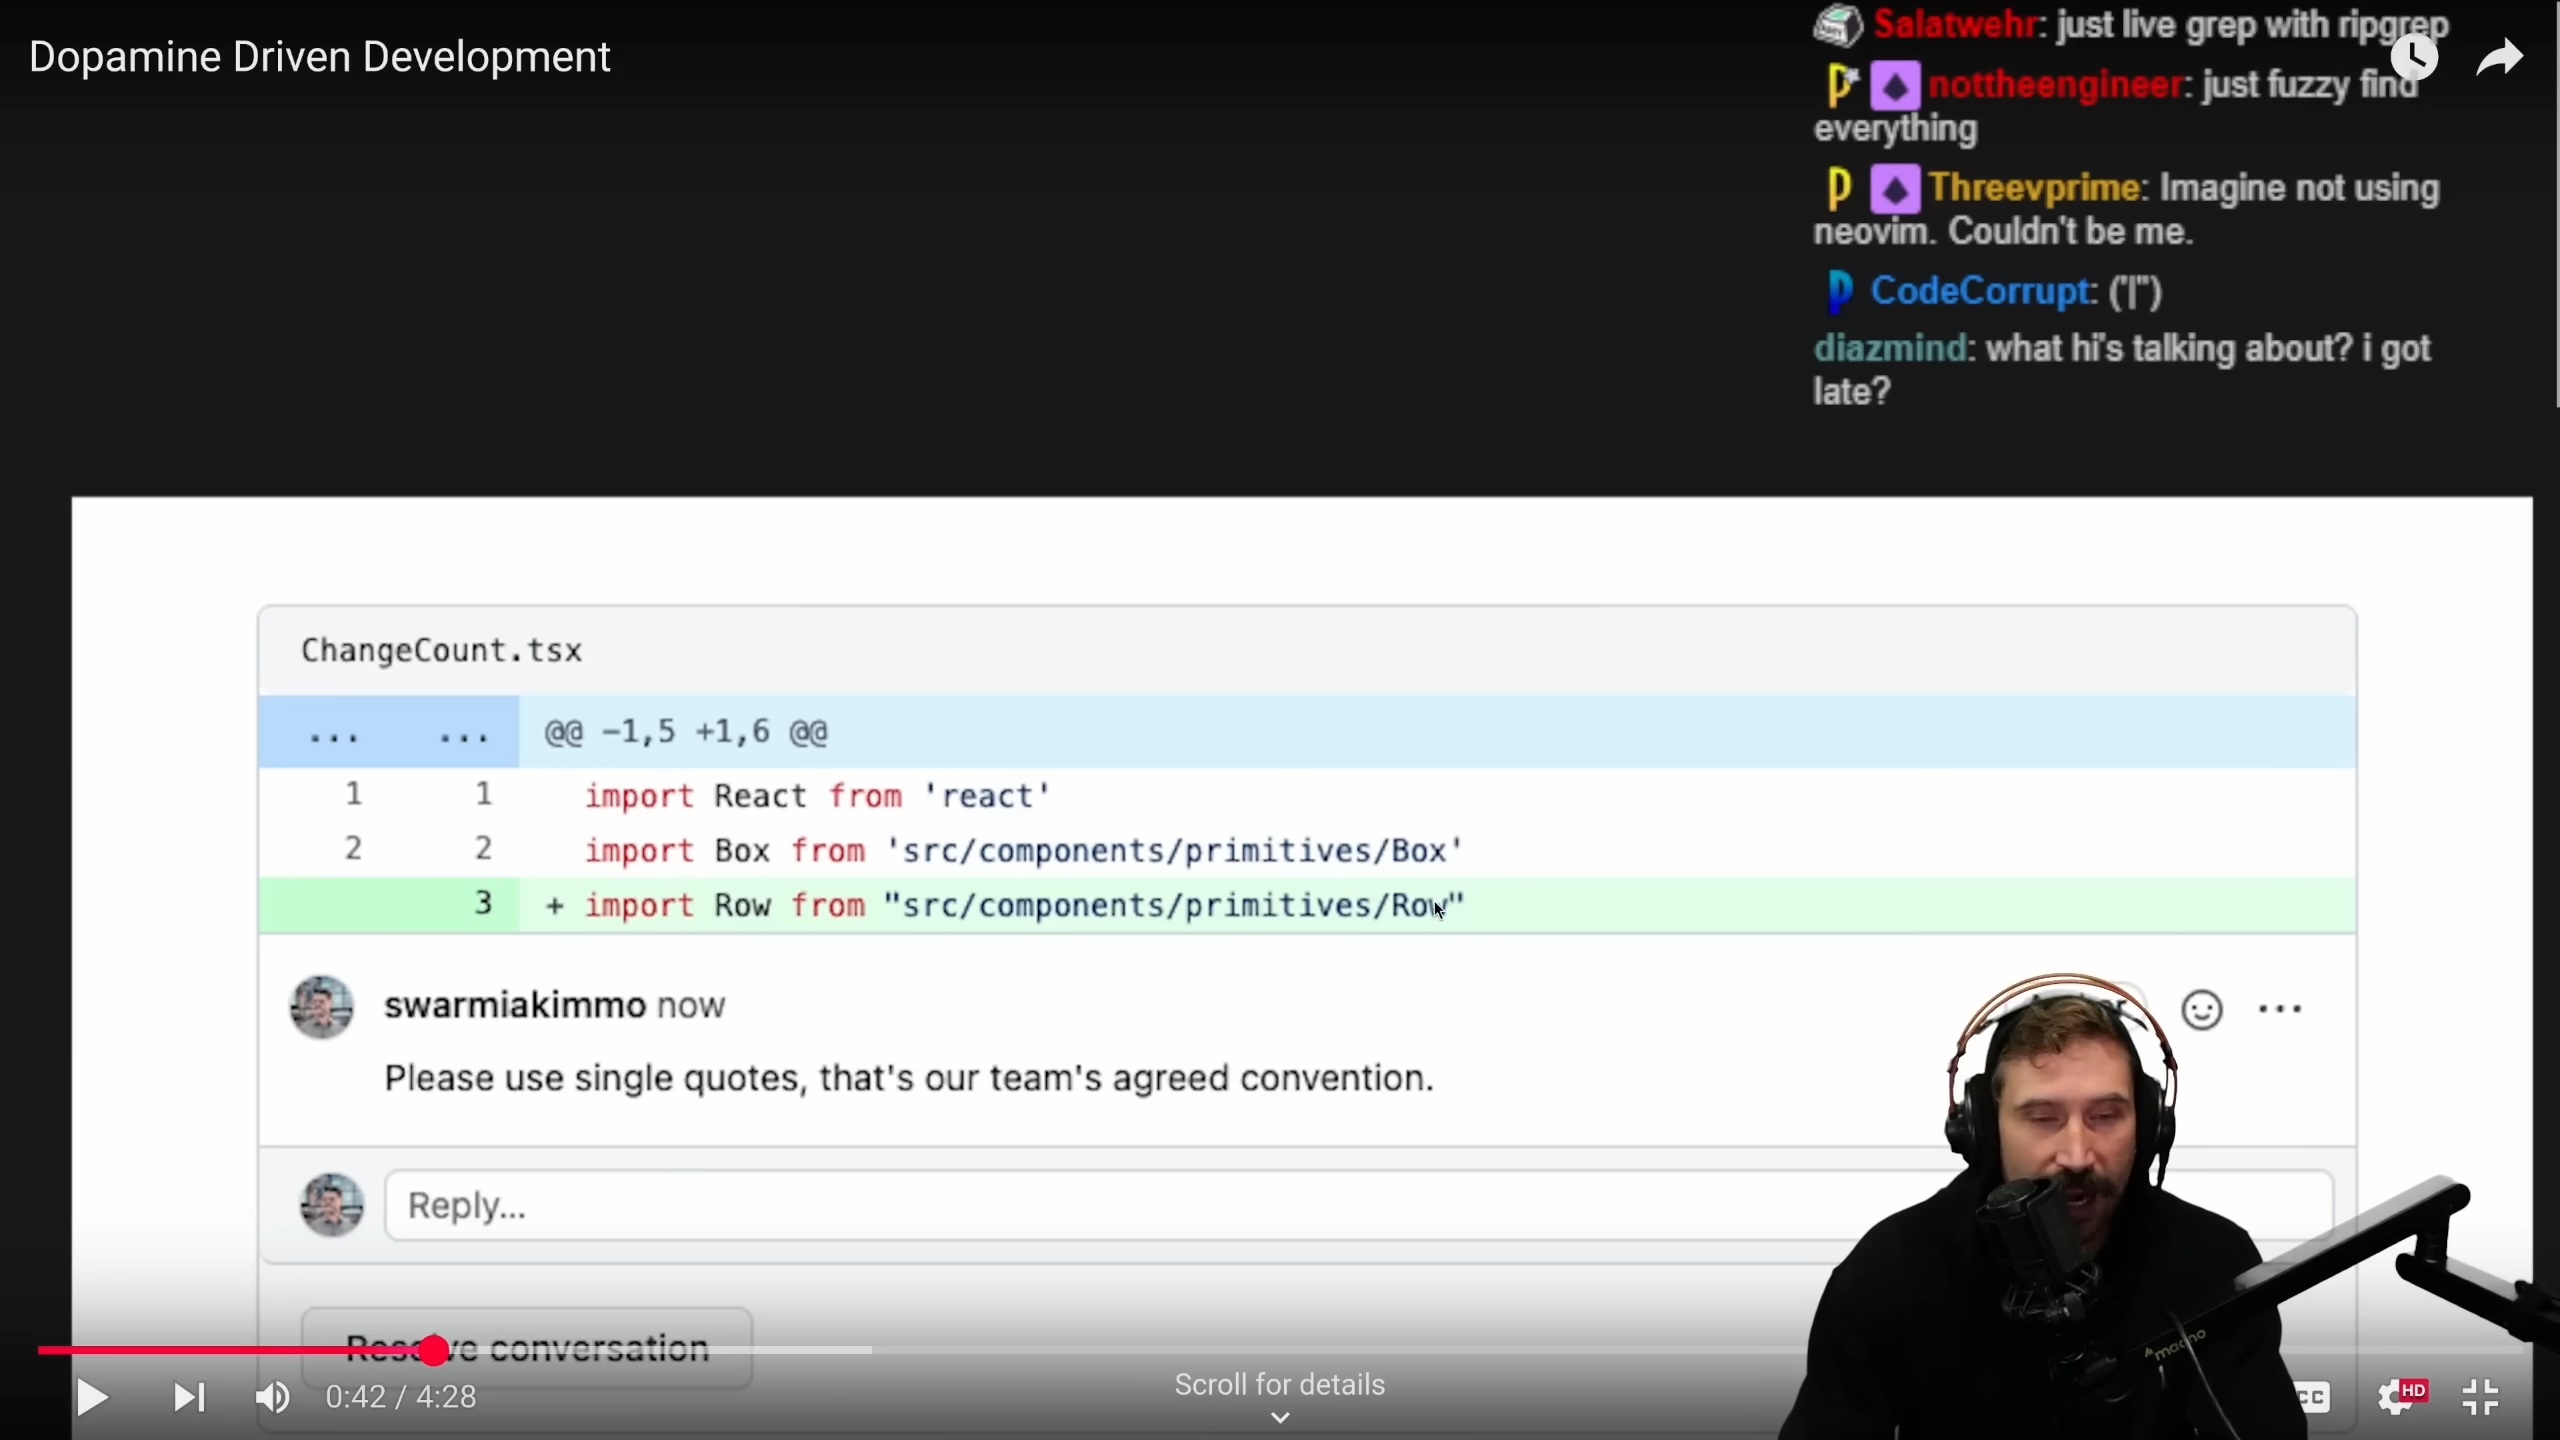 Dopamine Driven Development
Salatwehr: just live grep with ripgrep
nottheengineer: just fuzzy find
everything
Threevprime: Imagine not using
neovim. Couldn't be me.
CodeCorrupt: ('|")
diazmind: what hi's talking about? i got
late?
ChangeCount.tsx
... ... @@ −1,5 +1,6 @@
1 1 import React from 'react'
2 2 import Box from 'src/components/primitives/Box'
3 + import Row from "src/components/primitives/Row"
swarmiakimmo now
Please use single quotes, that's our team's agreed convention.
Reply...
Resolve conversation
Scroll for details
0:42 / 4:28
CC
HD